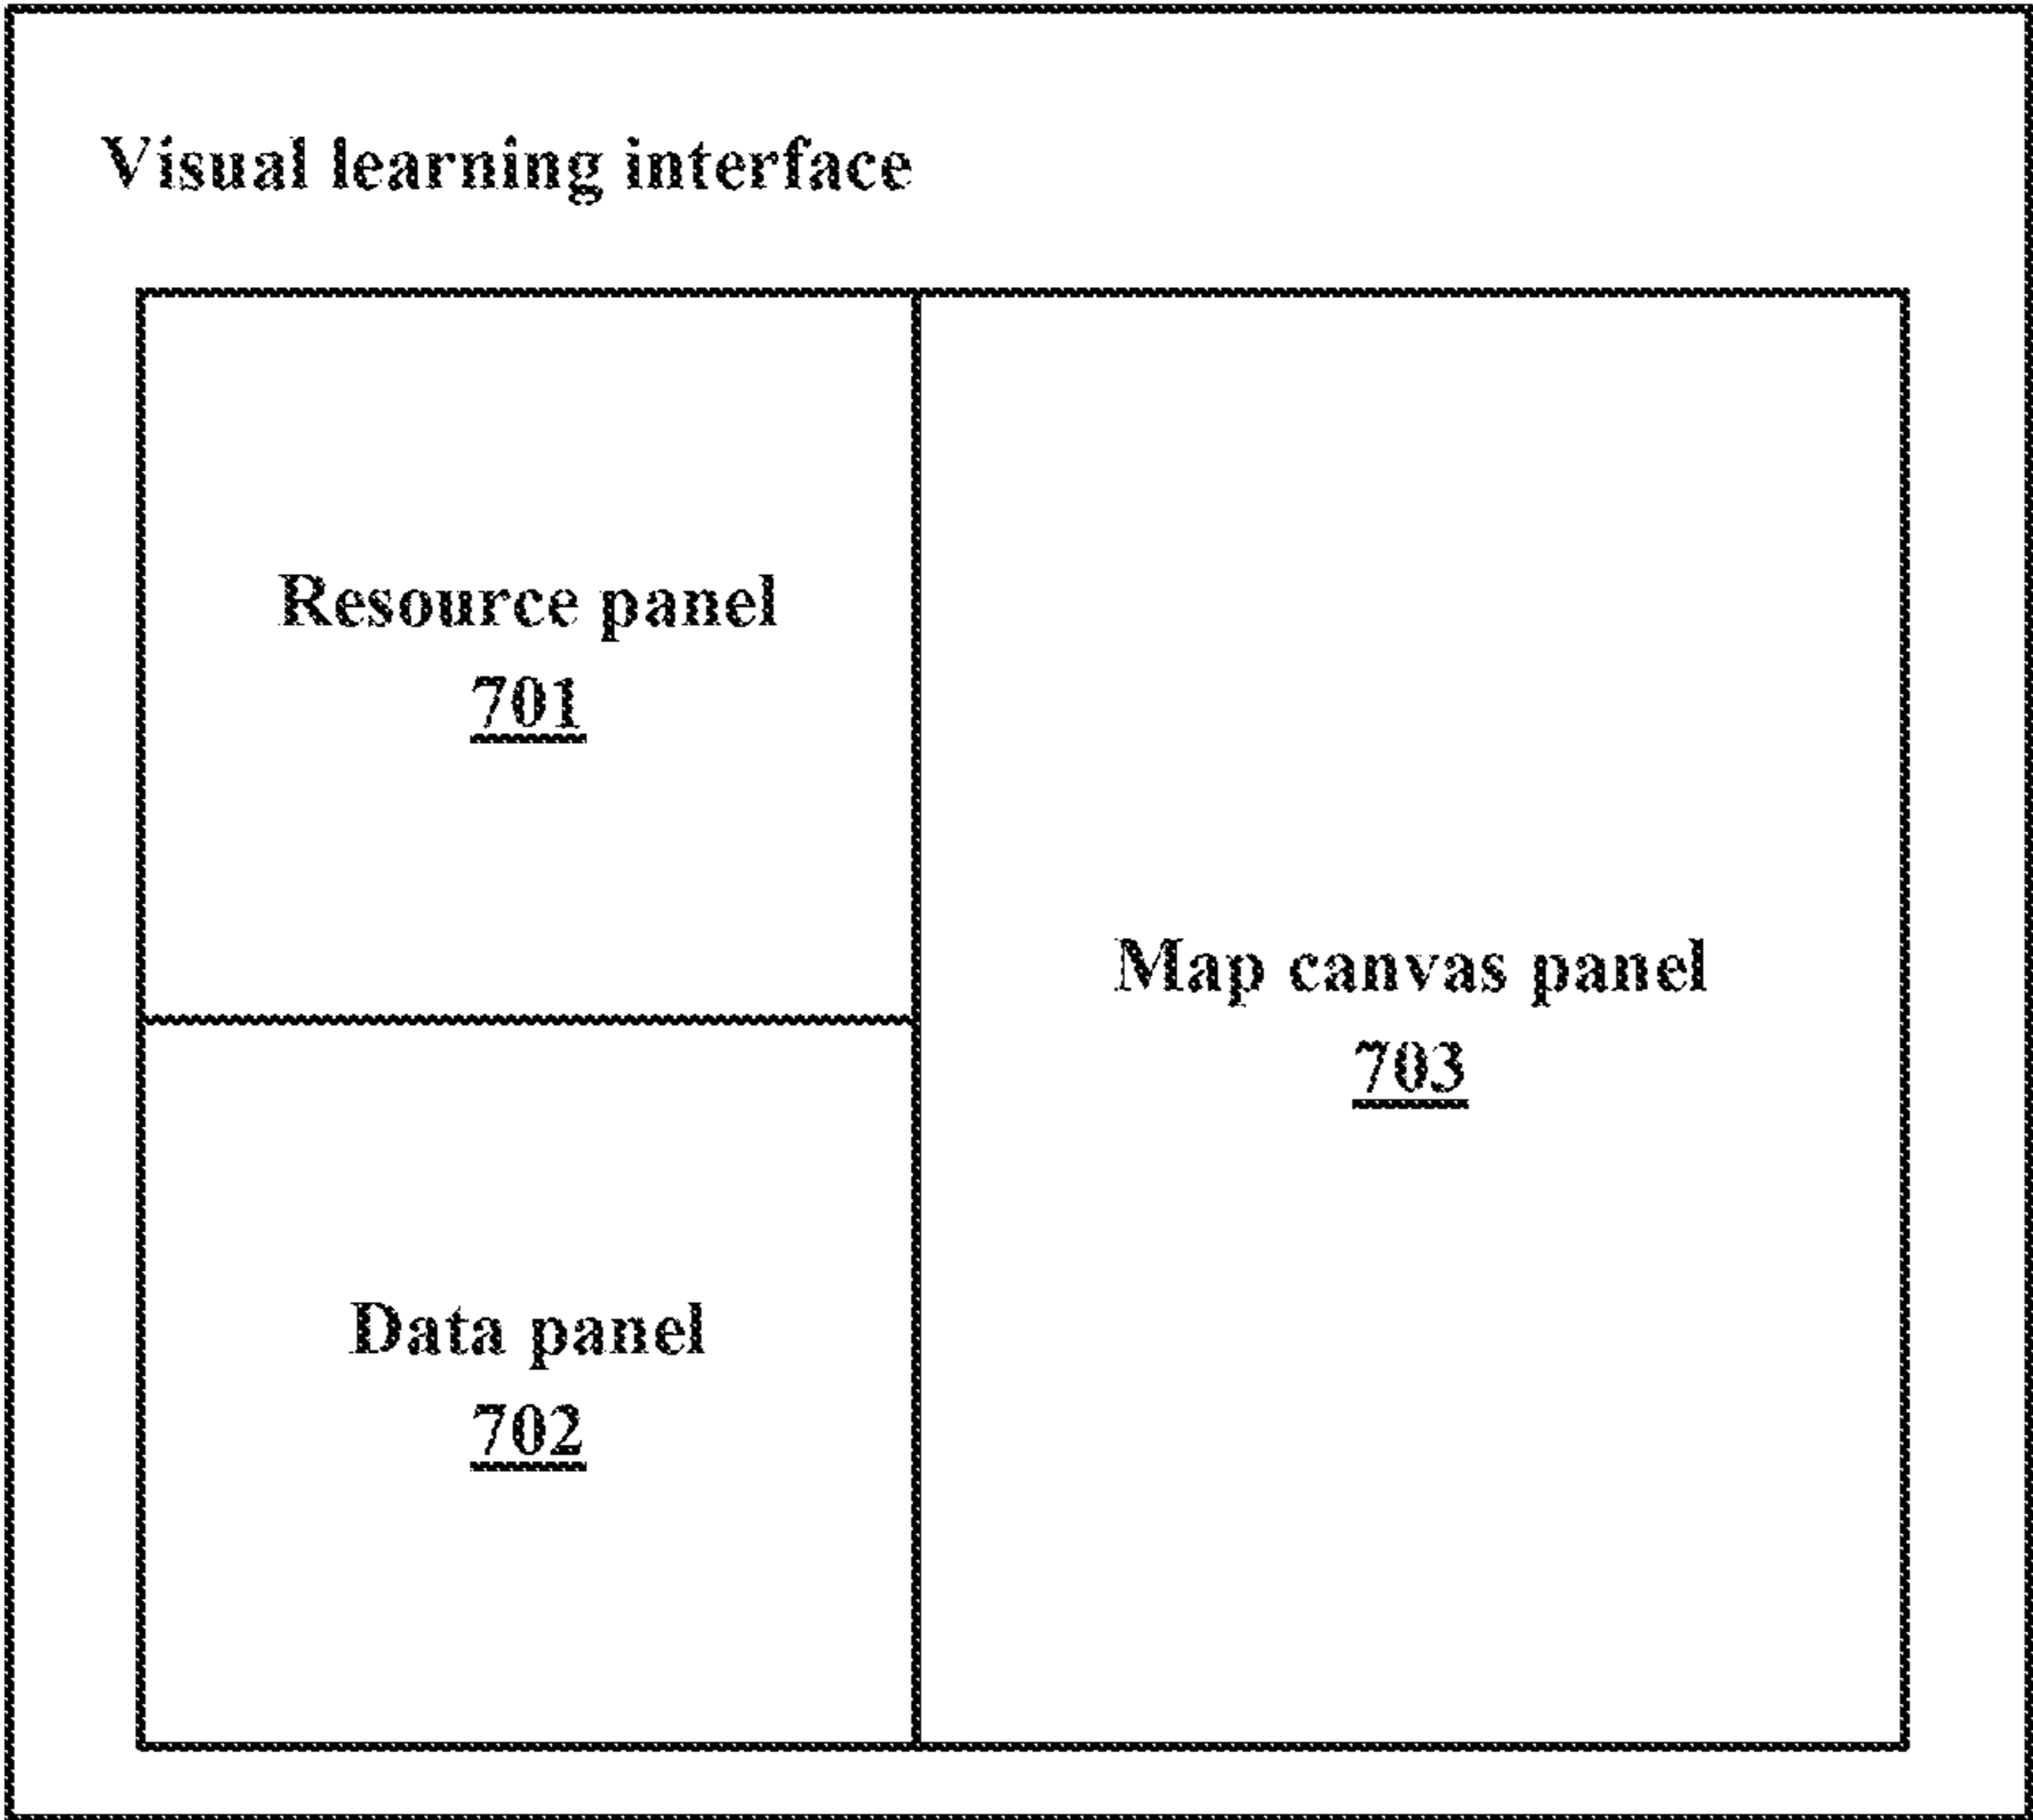 Visual learning interface
Resource panel
701
Data panel
702
Map canvas panel
703